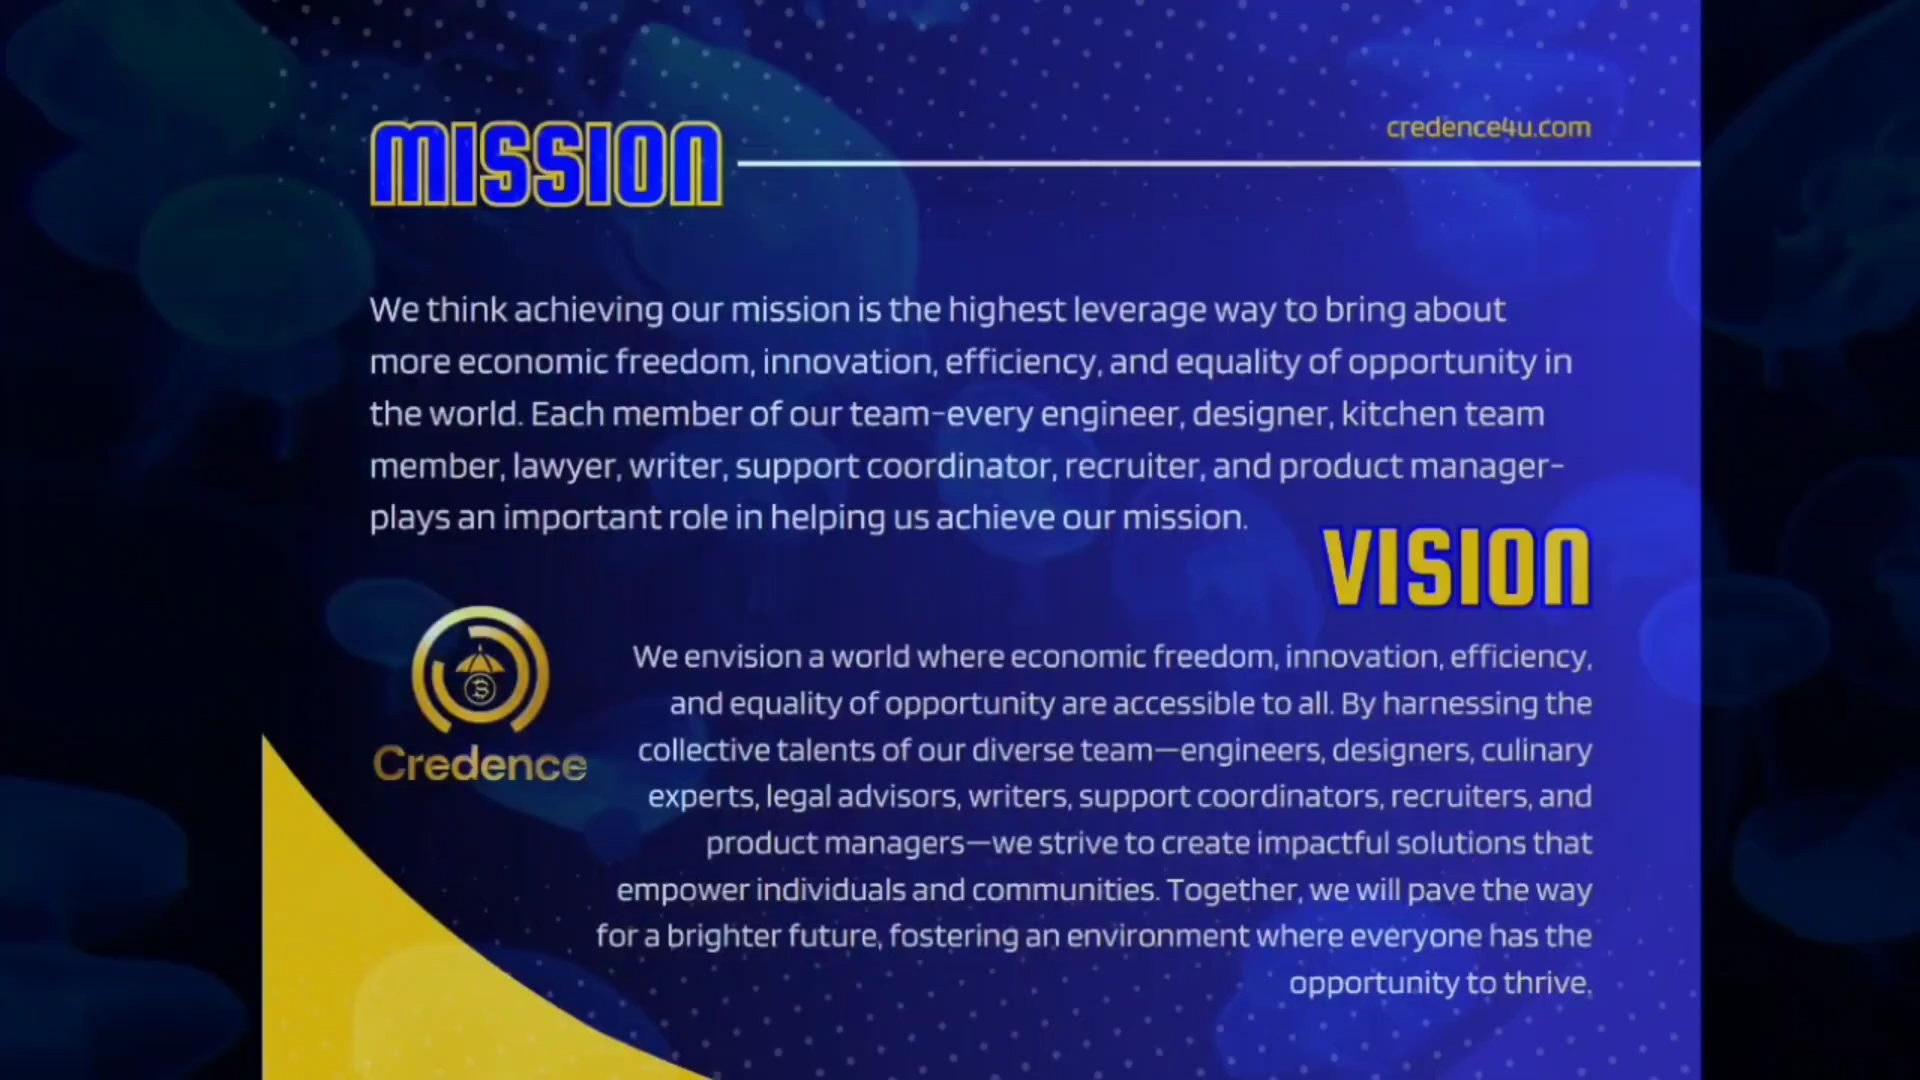 MISSION
credence4u.com
We think achieving our mission is the highest leverage way to bring about
more economic freedom, innovation, efficiency, and equality of opportunity in
the world. Each member of our team-every engineer, designer, kitchen team
member, lawyer, writer, support coordinator, recruiter, and product manager-
plays an important role in helping us achieve our mission.
VISION
We envision a world where economic freedom, innovation, efficiency,
and equality of opportunity are accessible to all. By harnessing the
collective talents of our diverse team—engineers, designers, culinary
experts, legal advisors, writers, support coordinators, recruiters, and
product managers—we strive to create impactful solutions that
empower individuals and communities. Together, we will pave the way
for a brighter future, fostering an environment where everyone has the
opportunity to thrive.
Credence